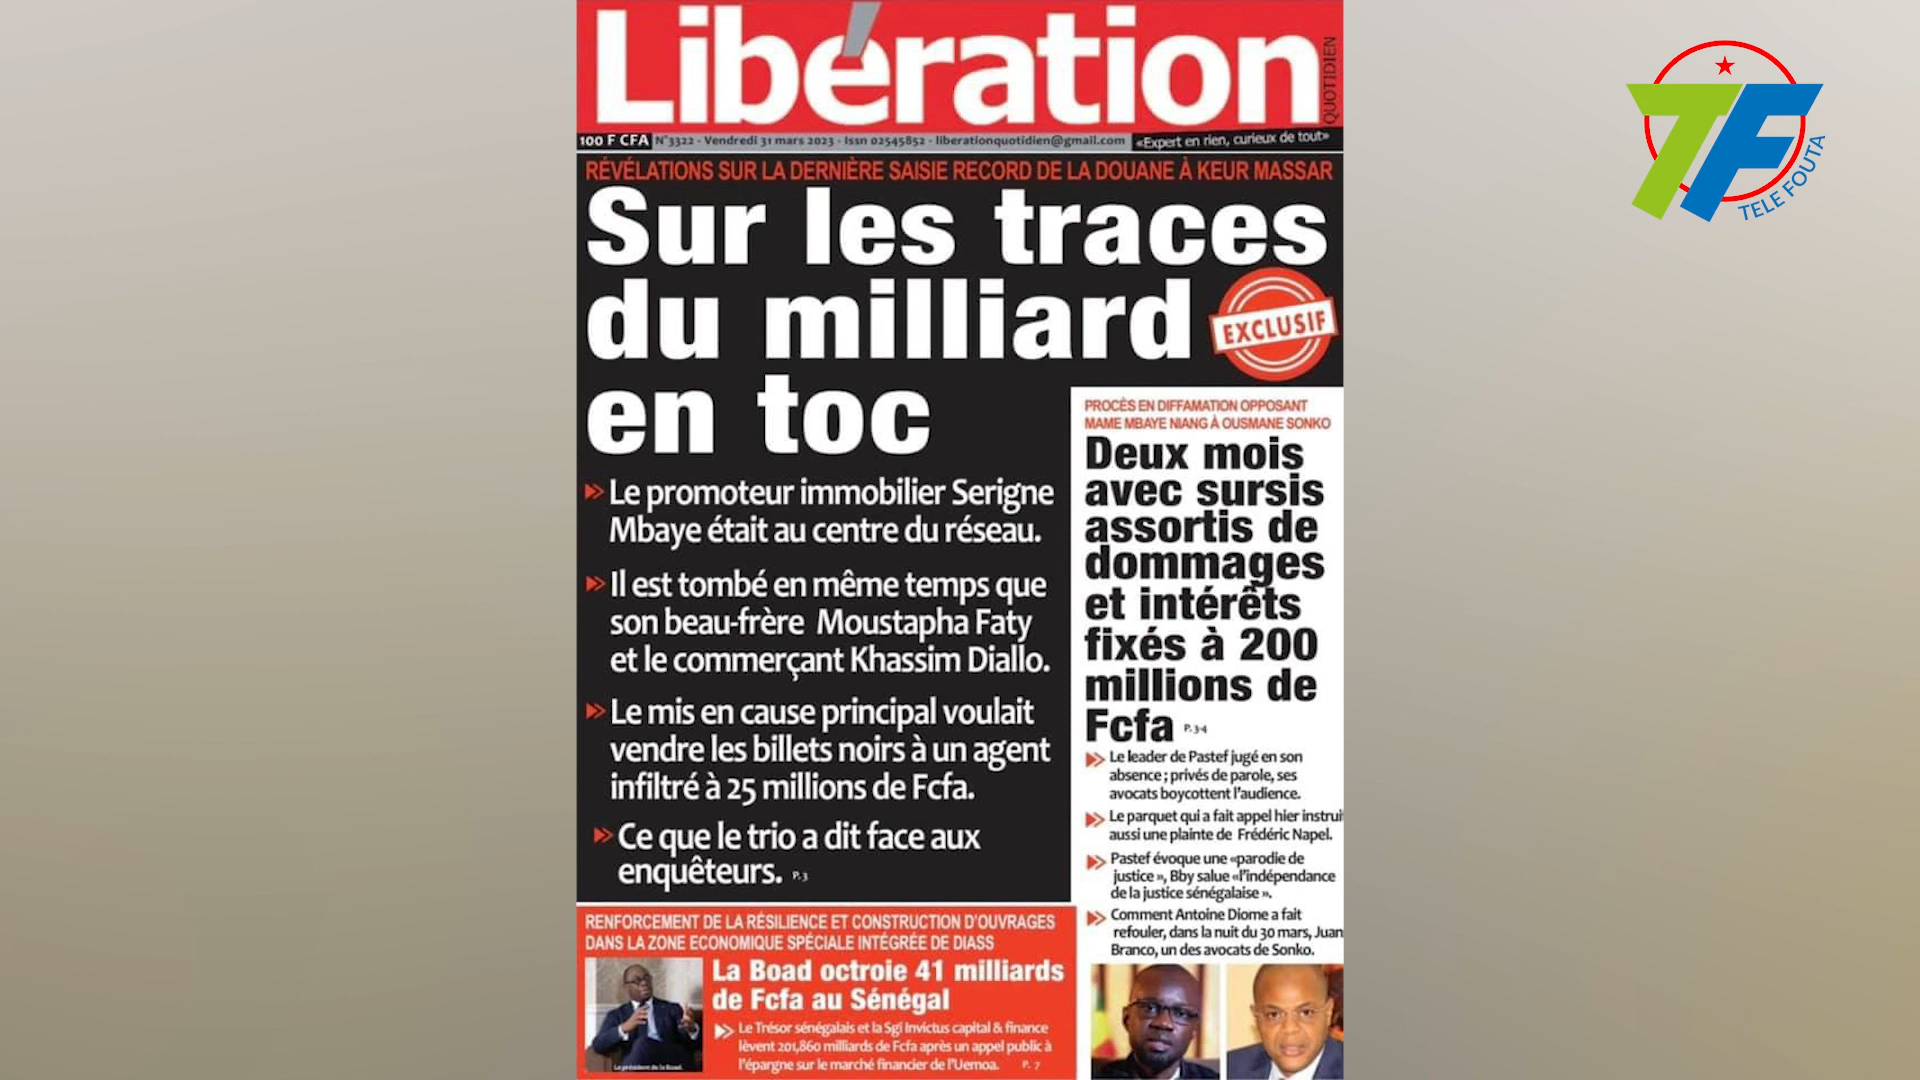 Libération
QUOTIDIEN
100 F CFA N°3322 - Vendredi 31 mars 2023 - Issn 02545852 - liberationquotidien@gmail.com «Expert en rien, curieux de tout»
RÉVÉLATIONS SUR LA DERNIÈRE SAISIE RECORD DE LA DOUANE À KEUR MASSAR
Sur les traces
du milliard
en toc
EXCLUSIF
Le promoteur immobilier Serigne
Mbaye était au centre du réseau.
Il est tombé en même temps que
son beau-frère Moustapha Faty
et le commerçant Khassim Diallo.
Le mis en cause principal voulait
vendre les billets noirs à un agent
infiltré à 25 millions de Fcfa.
Ce que le trio a dit face aux
enquêteurs. P.3
PROCÈS EN DIFFAMATION OPPOSANT
MAME MBAYE NIANG À OUSMANE SONKO
Deux mois
avec sursis
assortis de
dommages
et intérêts
fixés à 200
millions de
Fcfa P.3-4
Le leader de Pastef jugé en son
absence ; privés de parole, ses
avocats boycottent l'audience.
Le parquet qui a fait appel hier instruit
aussi une plainte de Frédéric Napel.
Pastef évoque une «parodie de
justice», Bby salue «l'indépendance
de la justice sénégalaise».
Comment Antoine Diome a fait
refouler, dans la nuit du 30 mars, Juan
Branco, un des avocats de Sonko.
RENFORCEMENT DE LA RÉSILIENCE ET CONSTRUCTION D'OUVRAGES
DANS LA ZONE ECONOMIQUE SPÉCIALE INTÉGRÉE DE DIASS
La Boad octroie 41 milliards
de Fcfa au Sénégal
Le Trésor sénégalais et la Sgi Invictus capital & finance
lèvent 201,860 milliards de Fcfa après un appel public à
l'épargne sur le marché financier de l'Uemoa. P. 7
Le président de la Boad.
TF
TELE FOUTA